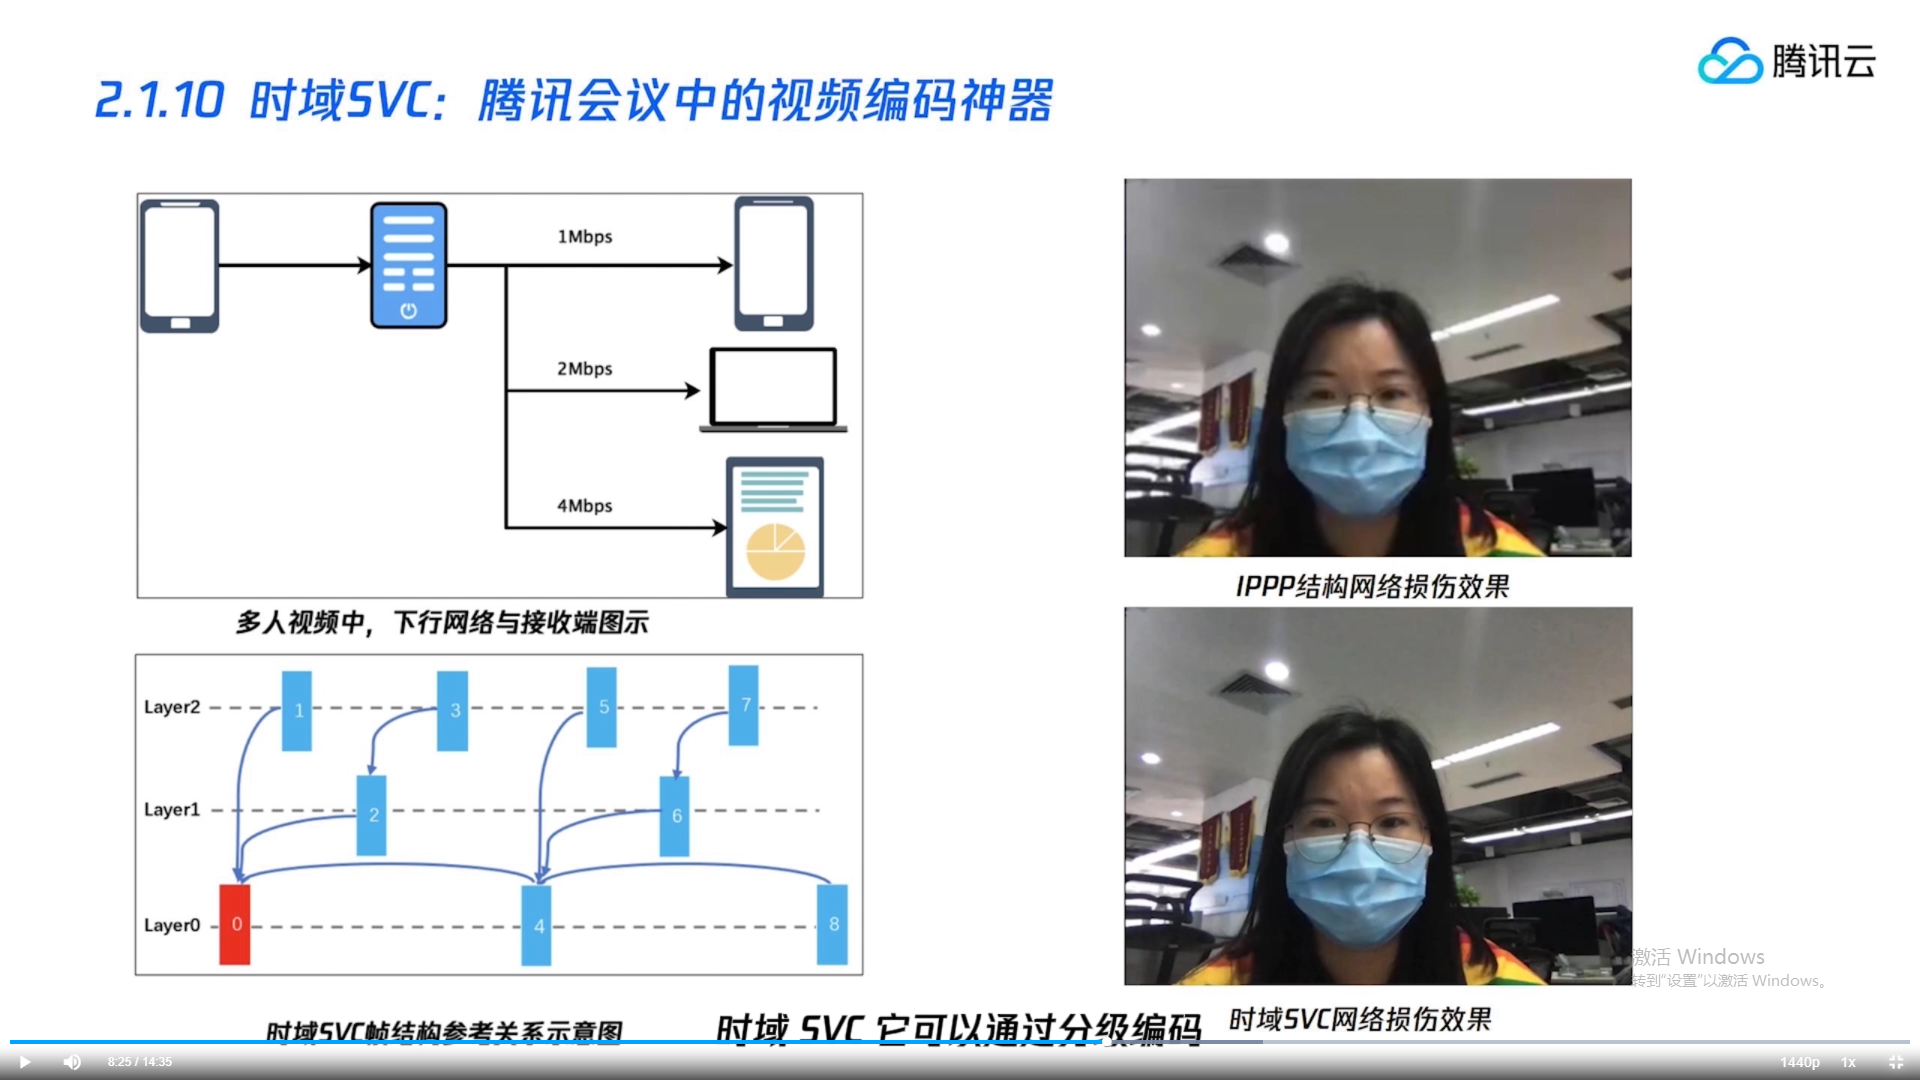 腾讯云
2.1.10 时域SVC：腾讯会议中的视频编码神器
1Mbps
2Mbps
4Mbps
多人视频中，下行网络与接收端图示
Layer2
1
3
5
7
Layer1
2
6
Layer0
0
4
8
时域SVC帧结构参考关系示意图
IPPP结构网络损伤效果
时域SVC网络损伤效果
时域 SVC 它可以通过分级编码
激活 Windows
转到“设置”以激活 Windows。
8:25 / 14:35
1440p
1x